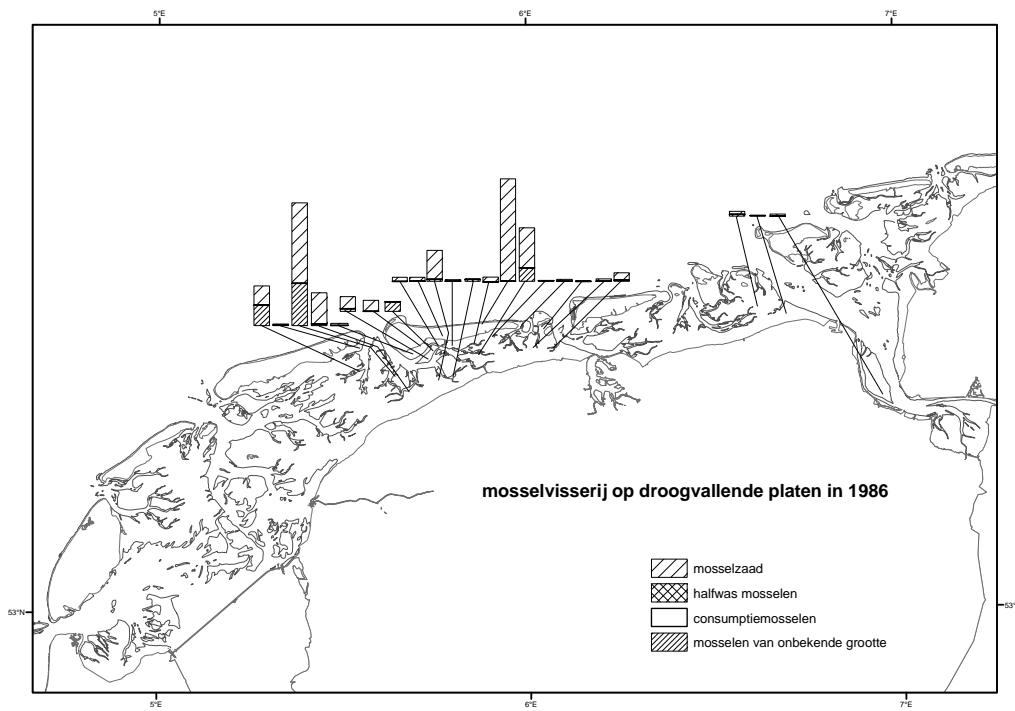 5°E 6°E 7°E
mosselvisserij op droogvallende platen in 1986
mosselzaad
halfwas mosselen
53°N 53°
consumptiemosselen
mosselen van onbekende grootte
5°E 6°E 7°E